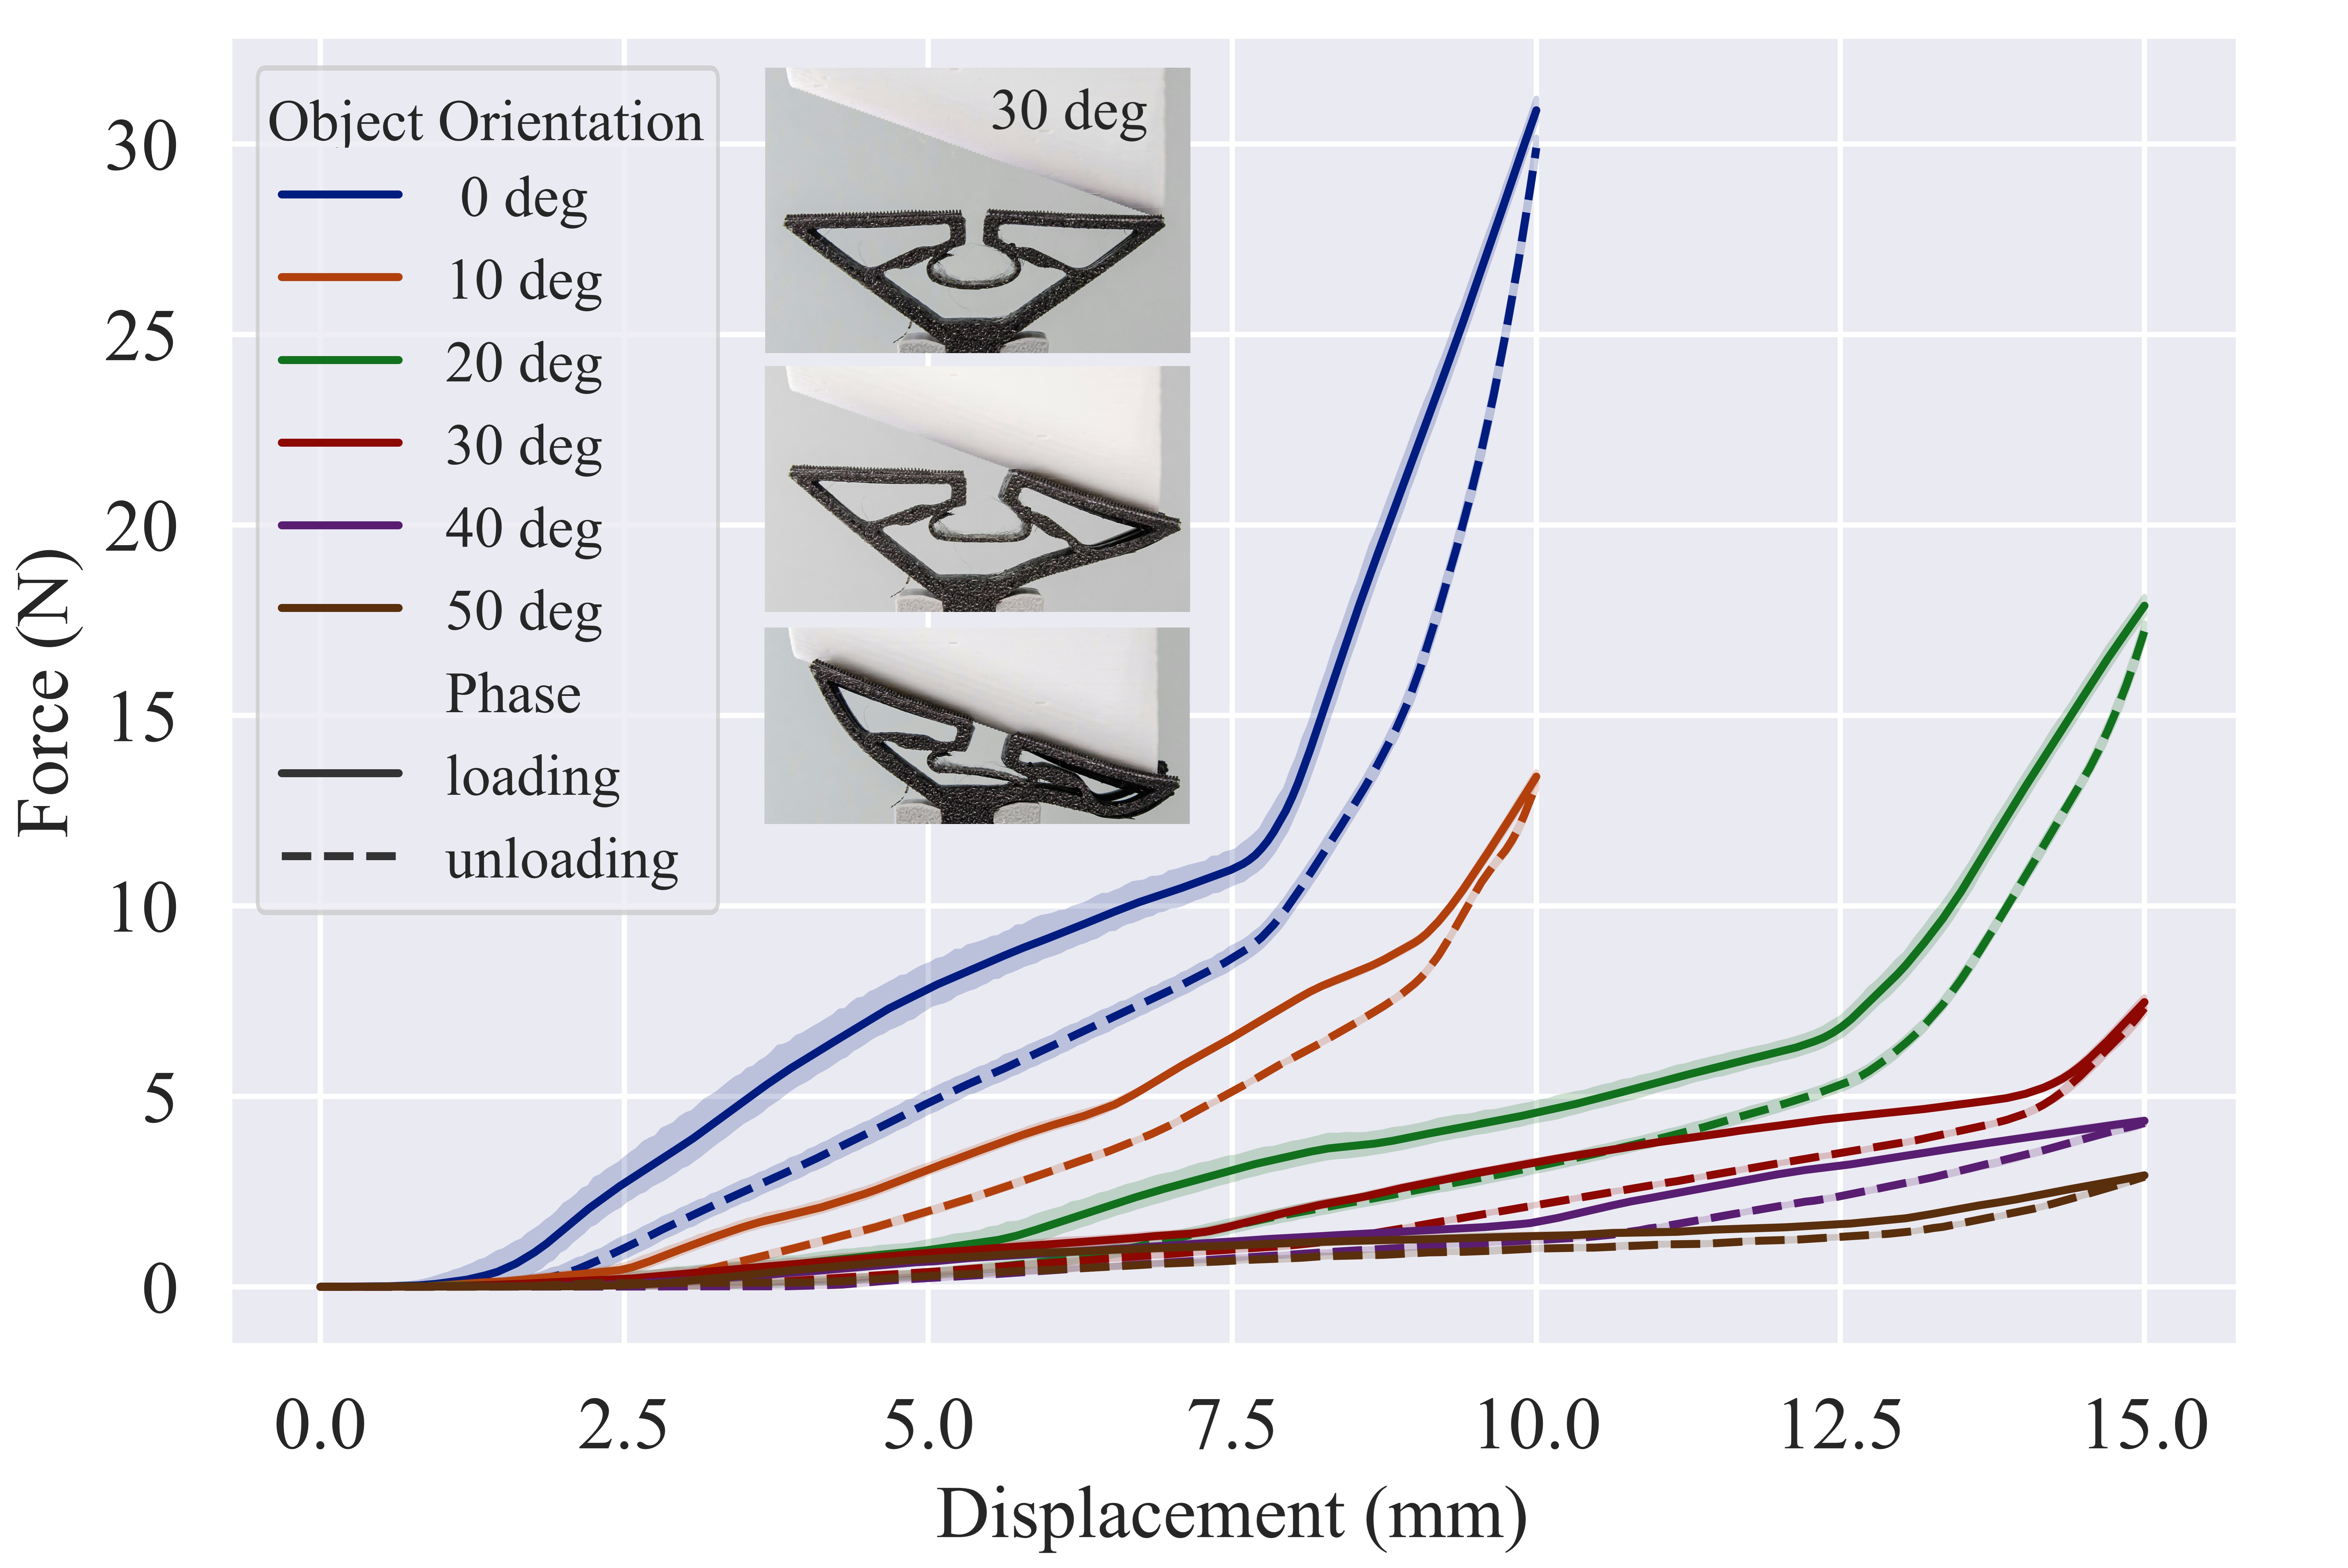 Object Orientation
0 deg
10 deg
20 deg
30 deg
40 deg
50 deg
Phase
loading
unloading
30 deg
Force (N)
30
25
20
15
10
5
0
0.0 2.5 5.0 7.5 10.0 12.5 15.0
Displacement (mm)